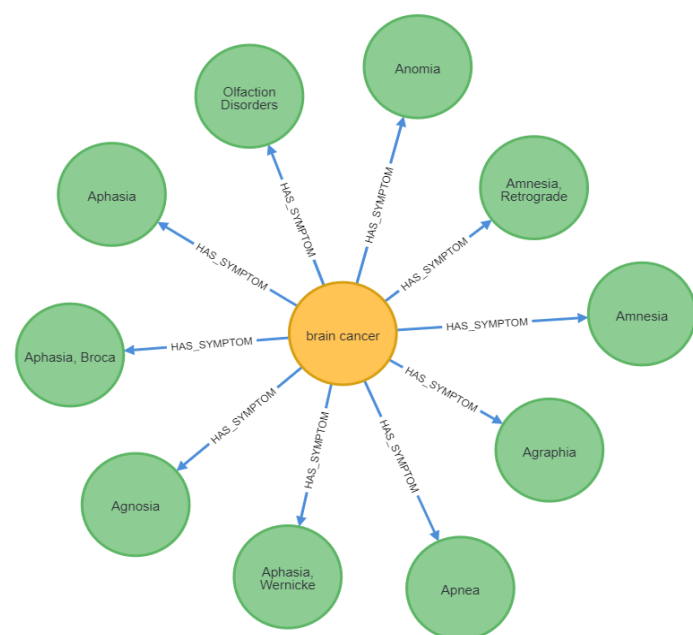 Anomia
Olfaction
Disorders
HAS_SYMPTOM
HAS_SYMPTOM
Aphasia
Amnesia,
Retrograde
HAS_SYMPTOM
HAS_SYMPTOM
Amnesia
HAS_SYMPTOM
brain cancer
HAS_SYMPTOM
Aphasia, Broca
HAS_SYMPTOM
HAS_SYMPTOM
HAS_SYMPTOM
HAS_SYMPTOM
Agraphia
Agnosia
Aphasia,
Wernicke
Apnea